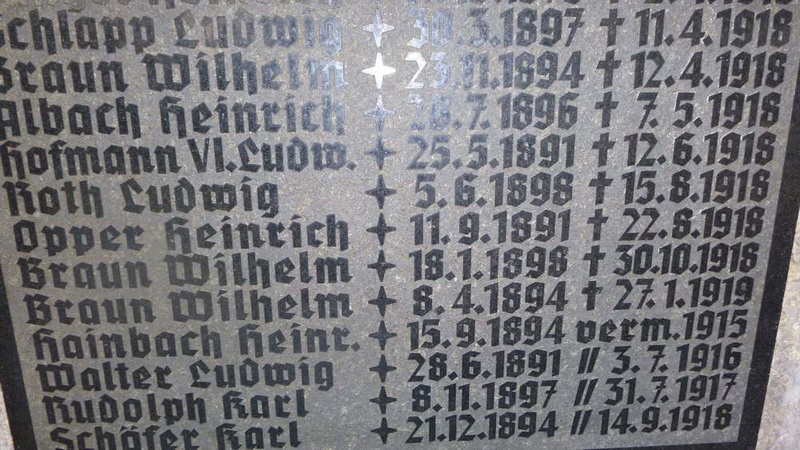 Schlapp Ludwig ✦ 30.3.1897 † 11.4.1918
Braun Wilhelm ✦ 23.11.1894 † 12.4.1918
Albach Heinrich ✦ 28.7.1896 † 7.5.1918
Hofmann VI. Ludw. ✦ 25.5.1891 † 12.6.1918
Roth Ludwig ✦ 5.6.1898 † 15.8.1918
Opper Heinrich ✦ 11.9.1891 † 22.8.1918
Braun Wilhelm ✦ 18.1.1898 † 30.10.1918
Braun Wilhelm ✦ 8.4.1894 † 27.1.1919
Hainbach Heinr. ✦ 15.9.1894 verm. 1915
Walter Ludwig ✦ 28.6.1891 // 3.7.1916
Rudolph Karl ✦ 8.11.1897 // 31.7.1917
Schäfer Karl ✦ 21.12.1894 // 14.9.1918